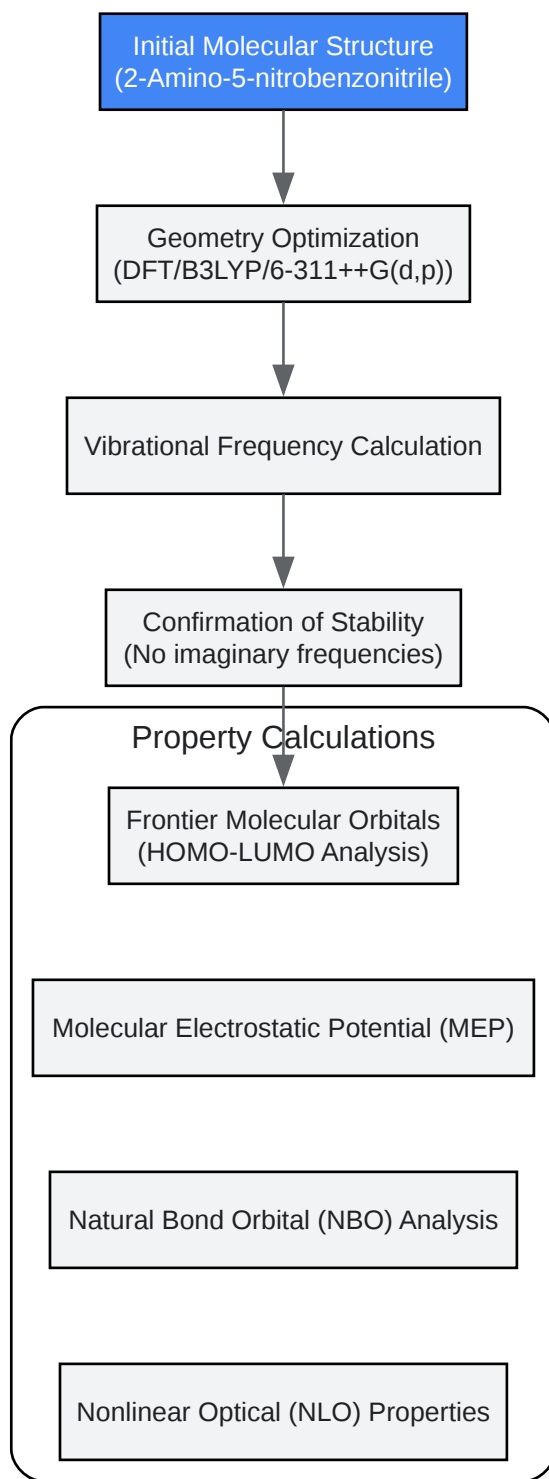 Initial Molecular Structure
(2-Amino-5-nitrobenzonitrile)
Geometry Optimization
(DFT/B3LYP/6-311++G(d,p))
Vibrational Frequency Calculation
Confirmation of Stability
(No imaginary frequencies)
Property Calculations
Frontier Molecular Orbitals
(HOMO-LUMO Analysis)
Molecular Electrostatic Potential (MEP)
Natural Bond Orbital (NBO) Analysis
Nonlinear Optical (NLO) Properties